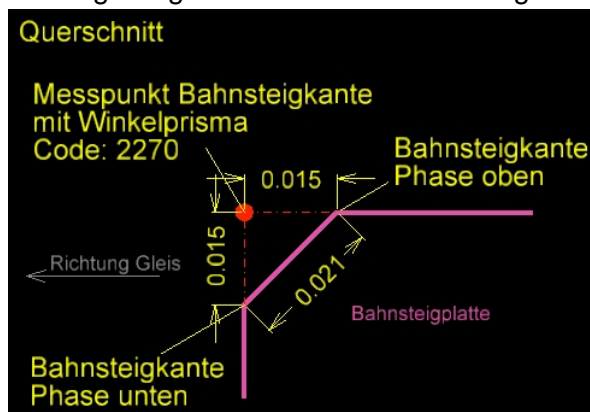 Querschnitt
Messpunkt Bahnsteigkante
mit Winkelprisma
Code: 2270
Bahnsteigkante
Phase oben
0.015
0.015
Richtung Gleis
0.021
Bahnsteigplatte
Bahnsteigkante
Phase unten